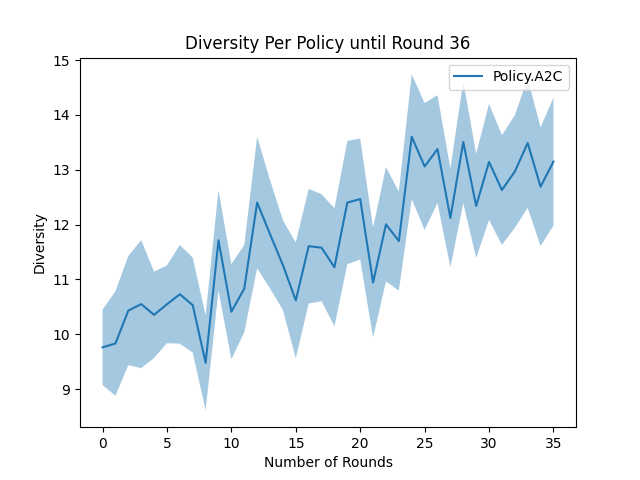 Diversity Per Policy until Round 36
Policy.A2C
15
14
13
12
11
10
9
Diversity
0 5 10 15 20 25 30 35
Number of Rounds